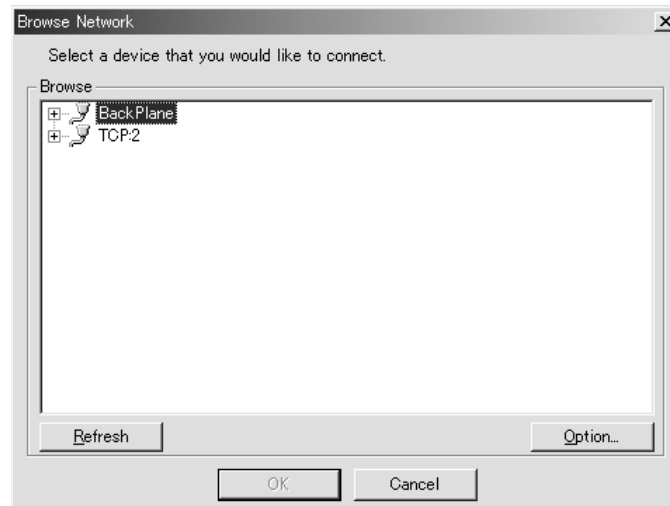 Browse Network
Select a device that you would like to connect.
Browse
BackPlane
TCP:2
Refresh
Option...
OK
Cancel